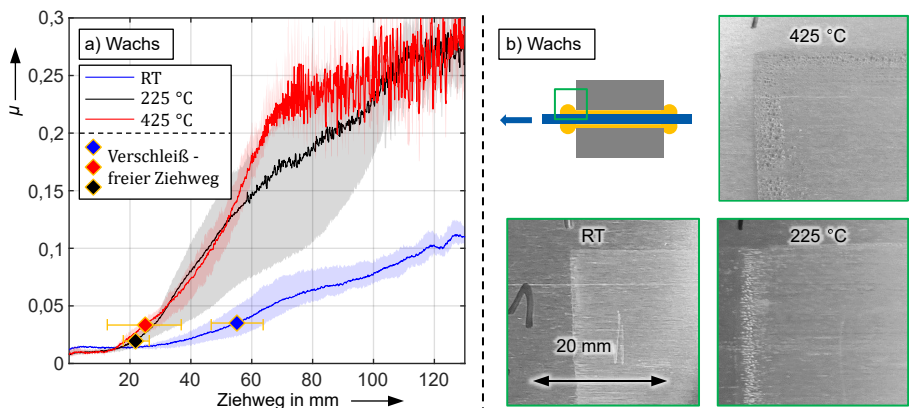 a) Wachs
RT
225 °C
425 °C
Verschleiß -
freier Ziehweg
μ
0,3
0,25
0,2
0,15
0,1
0,05
0
20
40
60
80
100
120
Ziehweg in mm
b) Wachs
425 °C
RT
20 mm
225 °C